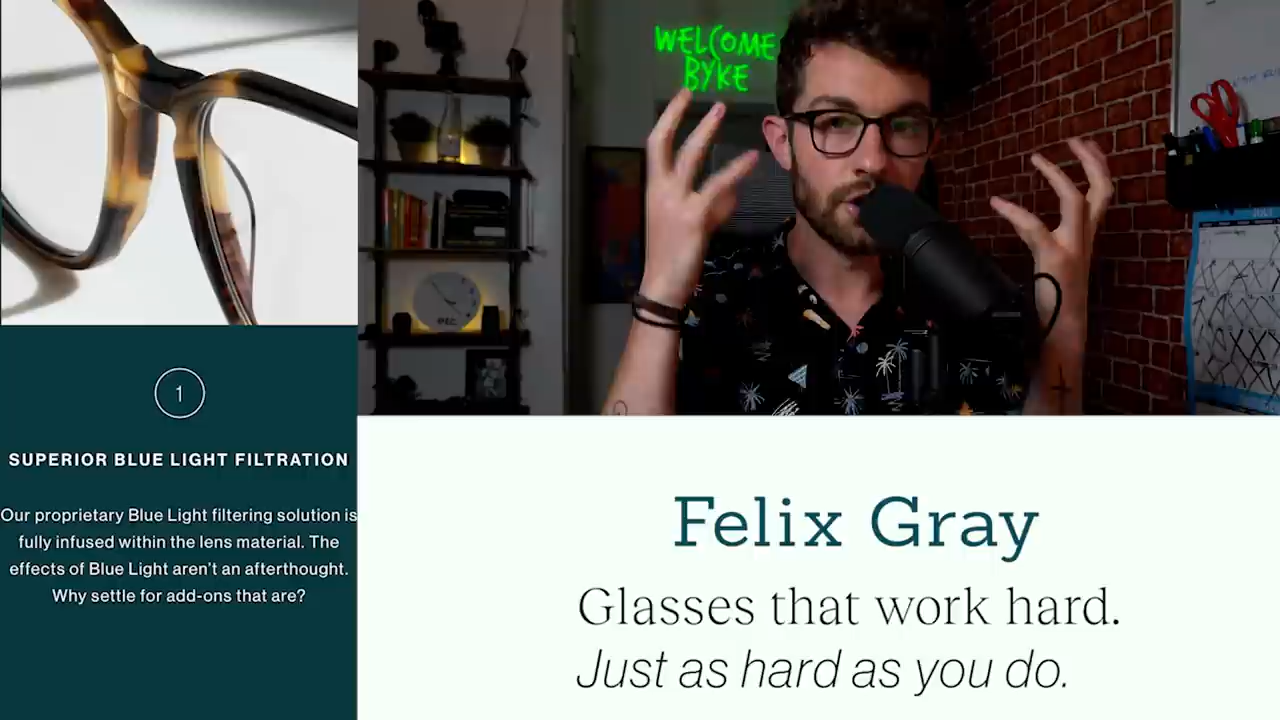 WELCOME
BYKE
etc.
JULY
1
SUPERIOR BLUE LIGHT FILTRATION
Our proprietary Blue Light filtering solution is
fully infused within the lens material. The
effects of Blue Light aren't an afterthought.
Why settle for add-ons that are?
Felix Gray
Glasses that work hard.
Just as hard as you do.